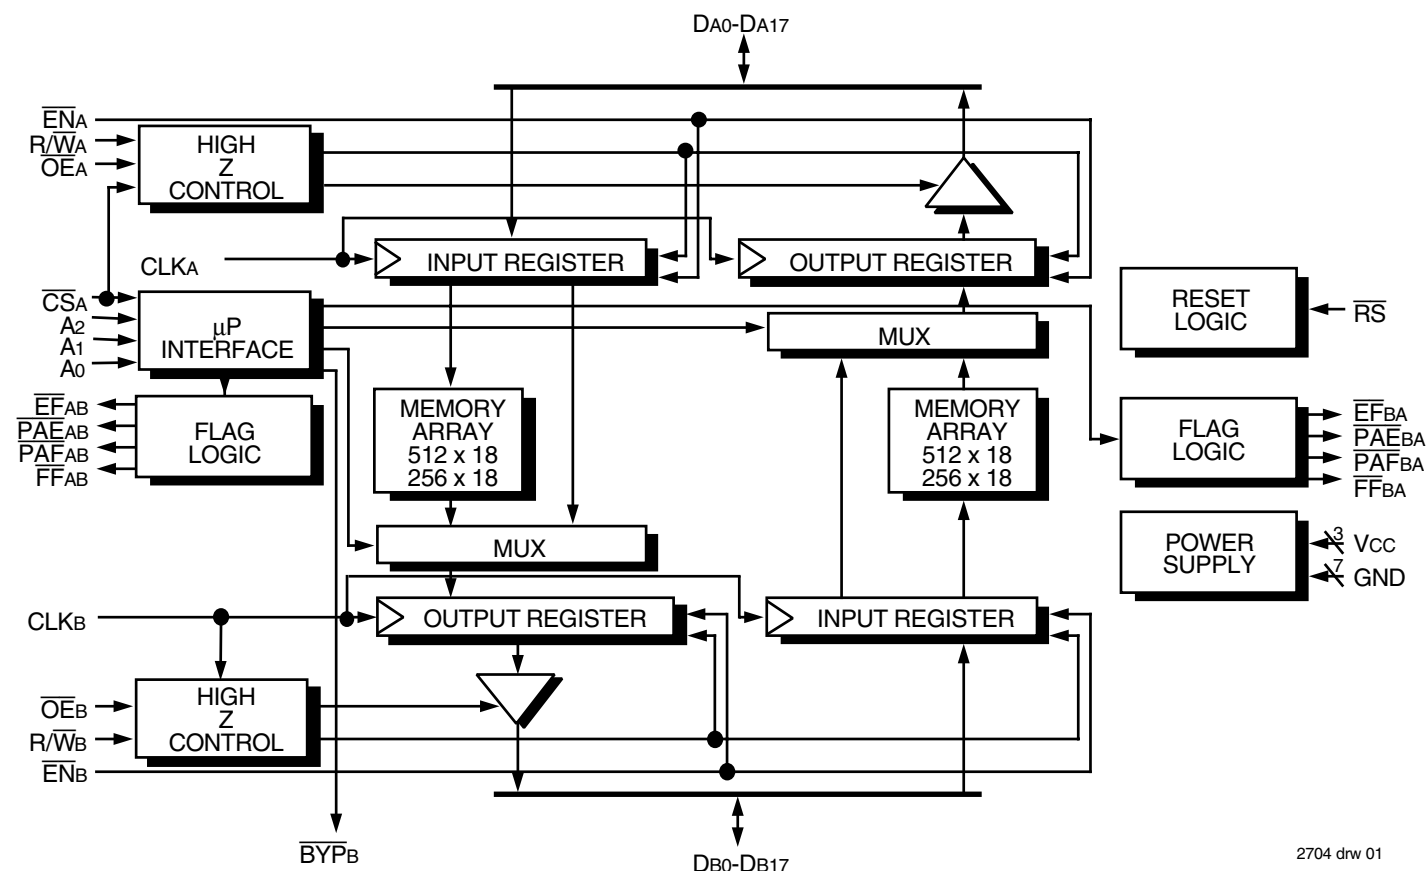 DA0-DA17
ENA
R/WA
OEA
HIGH
Z
CONTROL
CLKA
INPUT REGISTER
OUTPUT REGISTER
CSA
A2
A1
A0
μP
INTERFACE
MUX
RESET
LOGIC
RS
EFAB
PAEAB
PAFAB
FFAB
FLAG
LOGIC
MEMORY
ARRAY
512 x 18
256 x 18
MEMORY
ARRAY
512 x 18
256 x 18
FLAG
LOGIC
EFBA
PAEBA
PAFBA
FFBA
MUX
POWER
SUPPLY
3
VCC
7
GND
CLKB
OUTPUT REGISTER
INPUT REGISTER
OEB
R/WB
ENB
HIGH
Z
CONTROL
BYPB
DB0-DB17
2704 drw 01